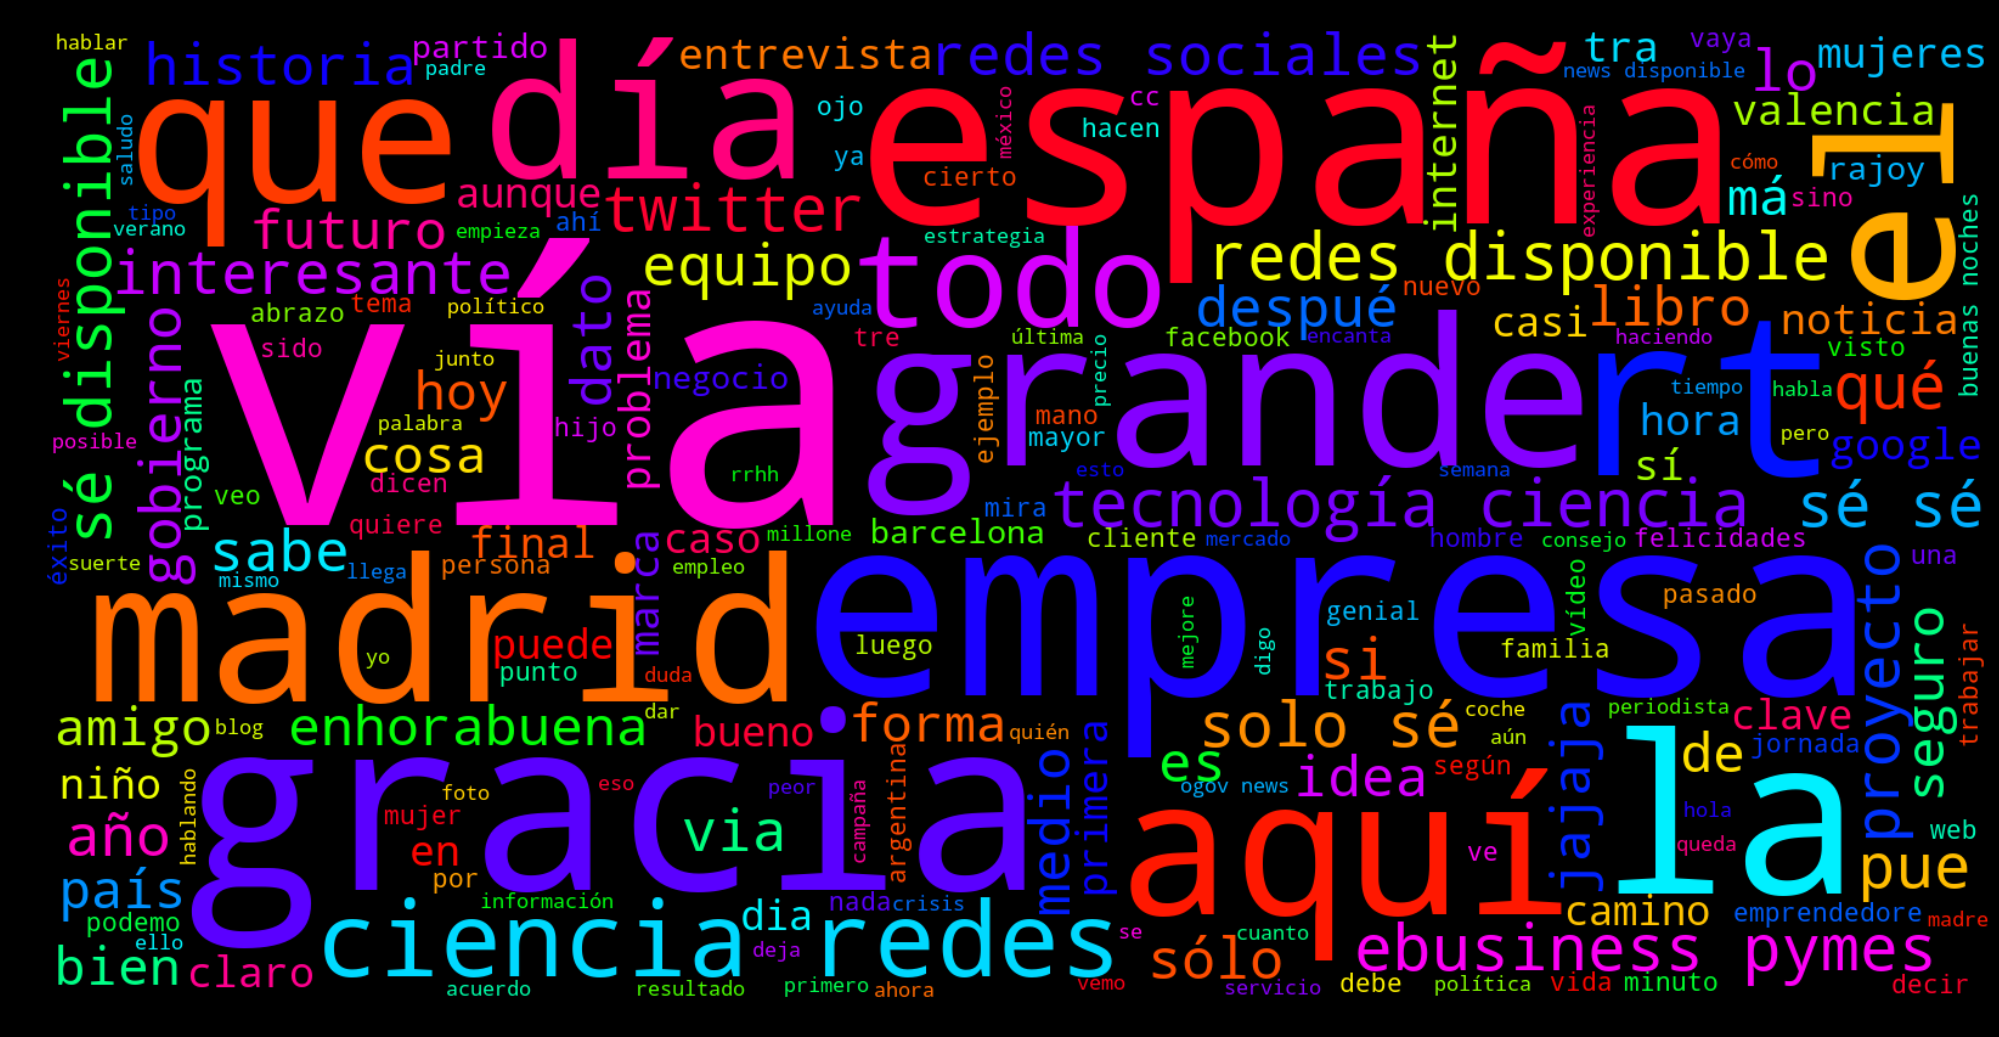 hablar
historia
partido
padre
entrevista
redes sociales
internet
tra
vaya
news disponible
lo
mujeres
sé disponible
saludo
que
día
ojo
ya
méxico
cc
hacen
españa
experiencia
valencia
cómo
rajoy
el
tipo
verano
aunque
twitter
cierto
má
sino
futuro
empieza
ahí
estrategia
interesante
equipo
todo
redes disponible
buenas noches
viernes
gobierno
abrazo
tema
político
dato
problema
ayuda
despué
nuevo
libro
casi
noticia
sido
junto
vía
tre
última
facebook
encanta
haciendo
visto
programa
hoy
negocio
grande
rt
ejemplo
precio
tiempo
habla
qué
palabra
hijo
mano
mayor
hora
pero
google
posible
cosa
sí
veo
dicen
rrhh
esto
semana
éxito
quiere
mira
tecnología ciencia
sé sé
suerte
sabe
final
caso
millone
barcelona
cliente
mercado
hombre
consejo
felicidades
una
mismo
llega
persona
marca
empleo
madrid
empresa
mejore
genial
vídeo
pasado
proyecto
seguro
trabajar
yo
puede
punto
duda
luego
digo
si
familia
trabajo
amigo
blog
enhorabuena
dar
bueno
forma
quién
solo sé
coche
aún
periodista
clave
jornada
niño
hablando
foto
eso
peor
gracia
campaña
argentina
medio
primera
es
ogov news
idea
según
jajaja
de
la
hola
año
mujer
en
via
aquí
ve
queda
web
país
por
pue
podemo
información
nada
crisis
camino
emprendedore
madre
ello
ciencia
dia
deja
redes
se
cuanto
bien
claro
acuerdo
resultado
primero
ahora
vemo
sólo
servicio
debe
ebusiness pymes
política
vida
minuto
decir